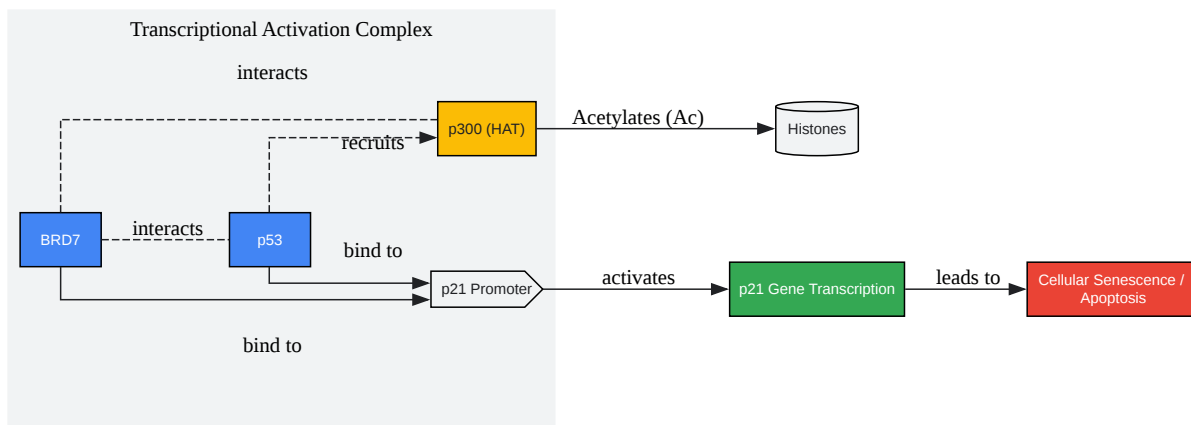 Transcriptional Activation Complex
interacts
p300 (HAT)
Acetylates (Ac)
Histones
recruits
BRD7
interacts
p53
bind to
p21 Promoter
activates
p21 Gene Transcription
leads to
Cellular Senescence /
Apoptosis
bind to